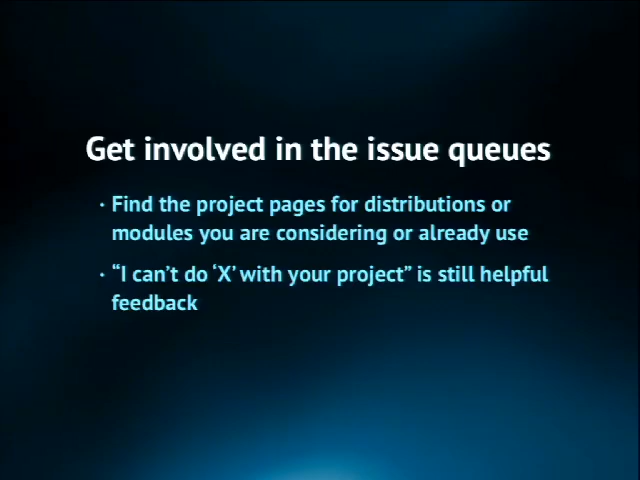 Get involved in the issue queues
· Find the project pages for distributions or
modules you are considering or already use
· “I can’t do ‘X’ with your project” is still helpful
feedback